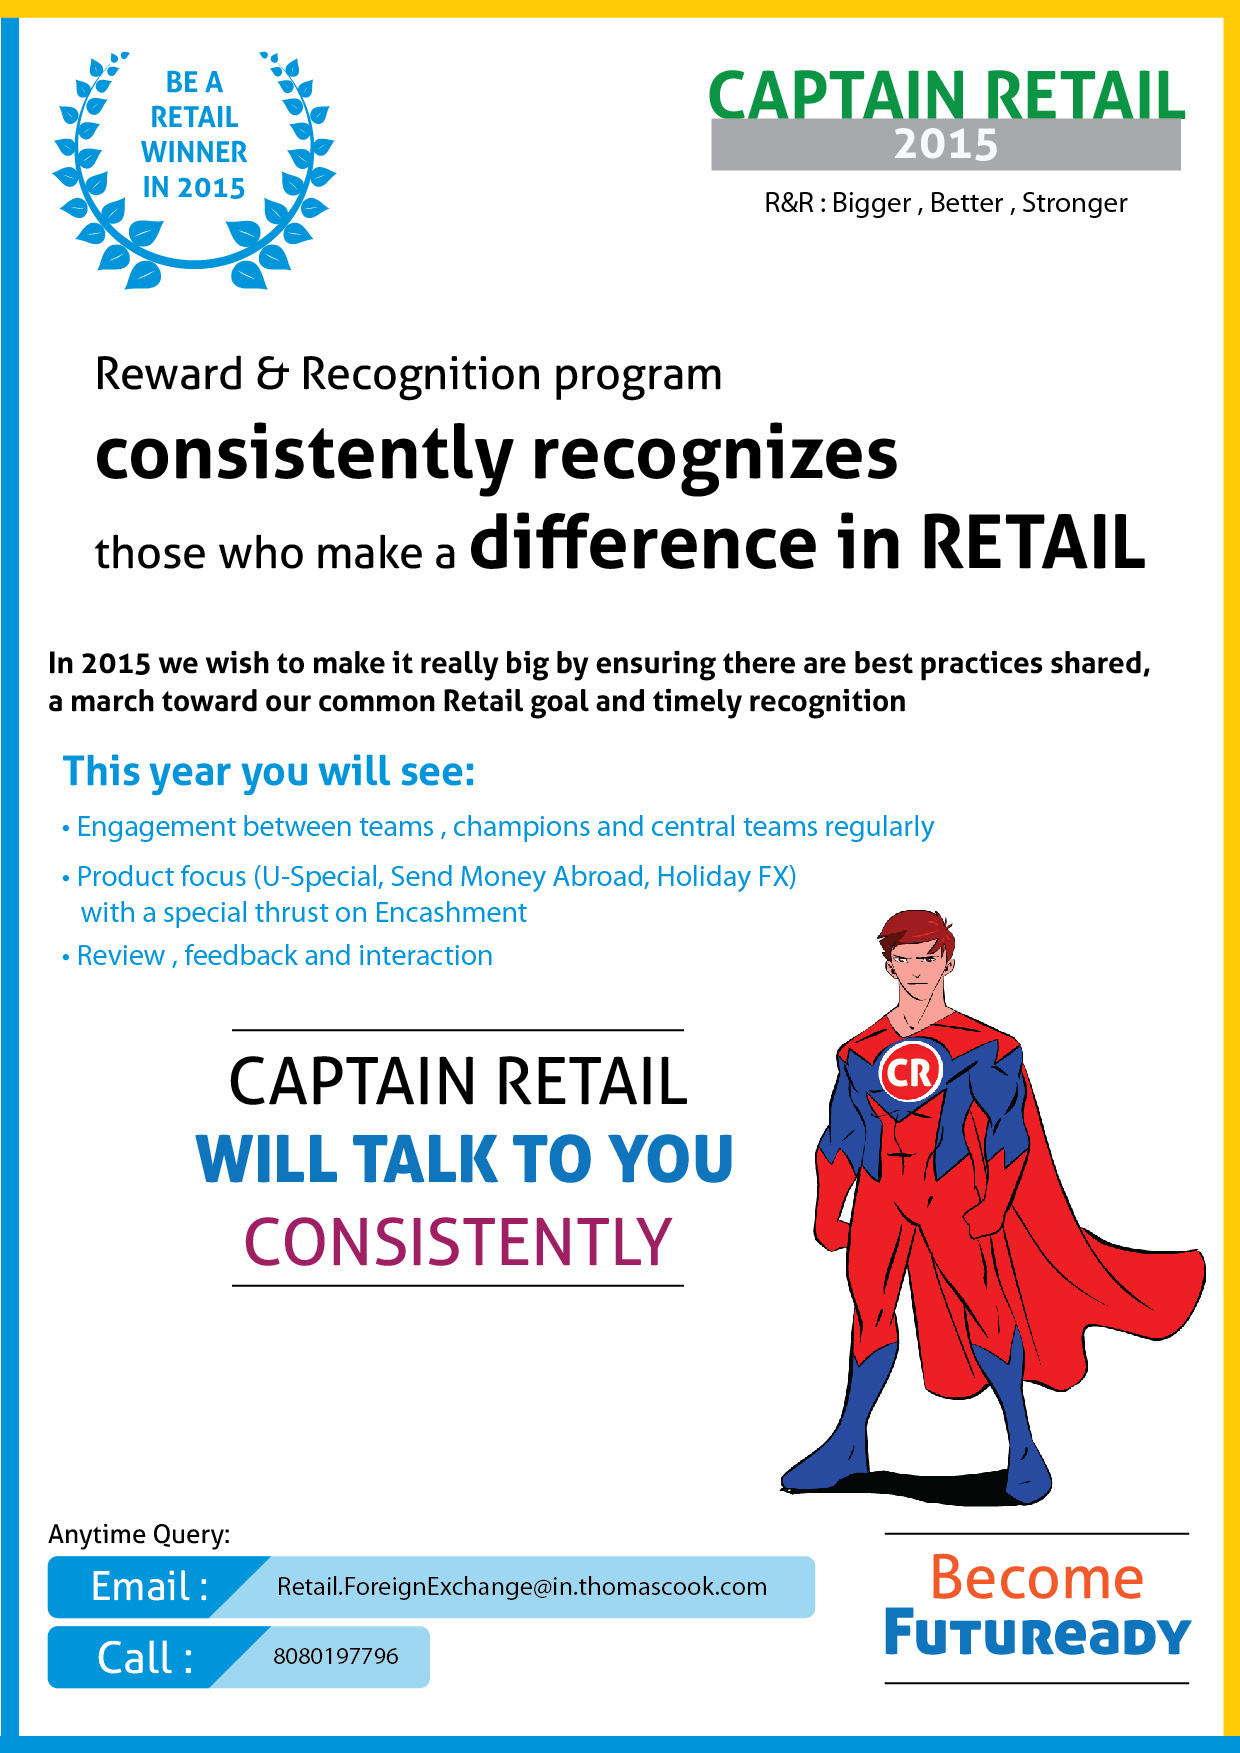 BE A
RETAIL
WINNER
IN 2015
CAPTAIN RETAIL
2015
R&R : Bigger , Better , Stronger
Reward & Recognition program
consistently recognizes
those who make a difference in RETAIL
In 2015 we wish to make it really big by ensuring there are best practices shared,
a march toward our common Retail goal and timely recognition
This year you will see:
• Engagement between teams , champions and central teams regularly
• Product focus (U-Special, Send Money Abroad, Holiday FX)
with a special thrust on Encashment
• Review , feedback and interaction
CAPTAIN RETAIL
WILL TALK TO YOU
CONSISTENTLY
CR
Anytime Query:
Email : Retail.ForeignExchange@in.thomascook.com
Call : 8080197796
Become
FUTUReADY